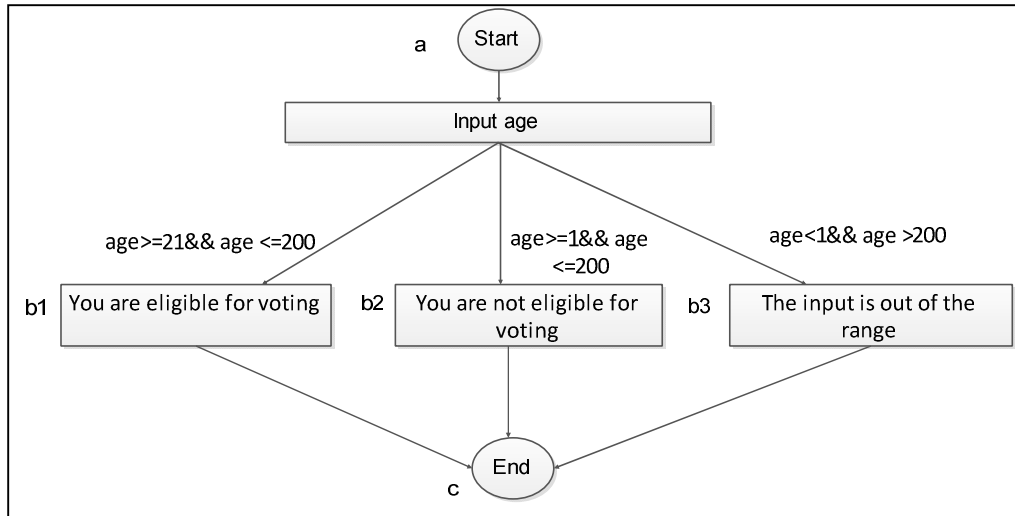 a
Start
Input age
age>=21&& age <=200
age>=1&& age
<=200
age<1&& age >200
b1
You are eligible for voting
b2
You are not eligible for
voting
b3
The input is out of the
range
End
c